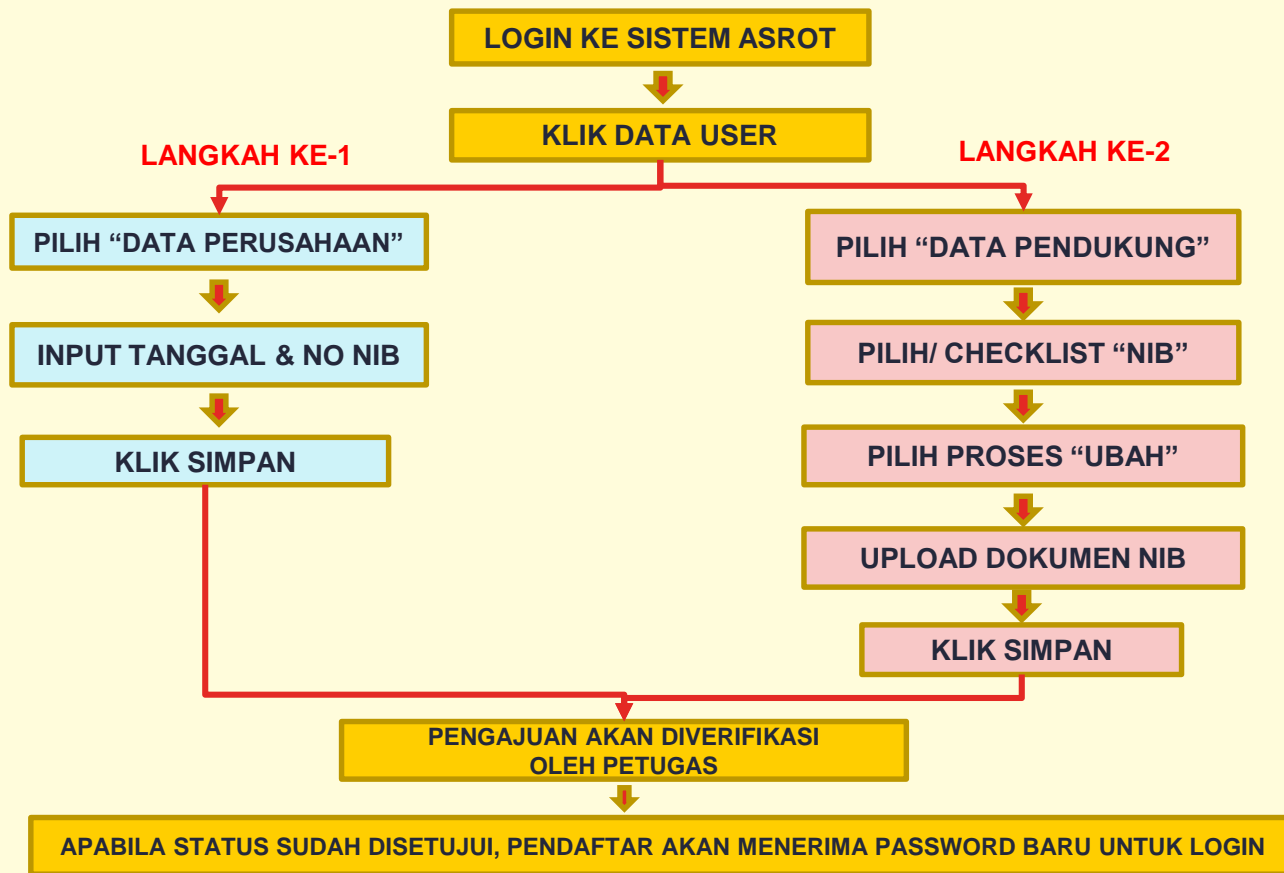 LOGIN KE SISTEM ASROT
KLIK DATA USER
LANGKAH KE-1
PILIH “DATA PERUSAHAAN”
INPUT TANGGAL & NO NIB
KLIK SIMPAN
LANGKAH KE-2
PILIH “DATA PENDUKUNG”
PILIH/ CHECKLIST “NIB”
PILIH PROSES “UBAH”
UPLOAD DOKUMEN NIB
KLIK SIMPAN
PENGAJUAN AKAN DIVERIFIKASI
OLEH PETUGAS
APABILA STATUS SUDAH DISETUJUI, PENDAFTAR AKAN MENERIMA PASSWORD BARU UNTUK LOGIN